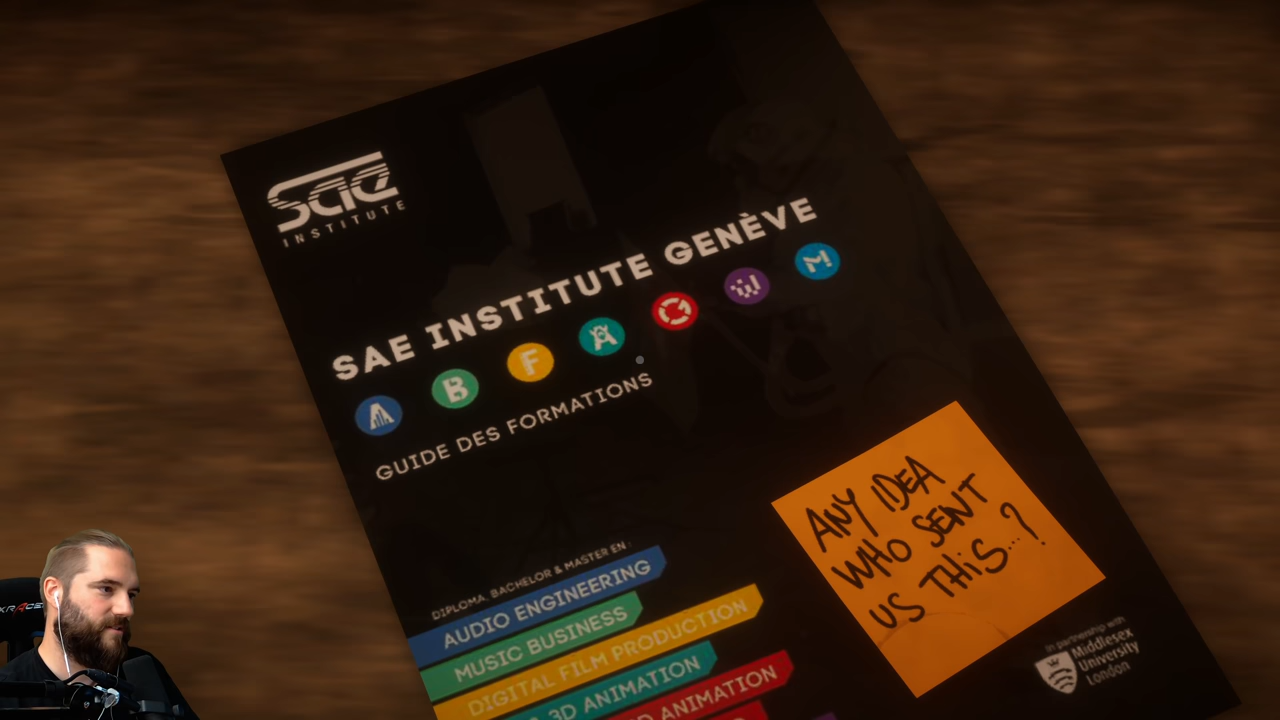 sae
INSTITUTE
SAE INSTITUTE GENÈVE
A B F A W M
GUIDE DES FORMATIONS
DIPLOMA, BACHELOR & MASTER EN :
AUDIO ENGINEERING
MUSIC BUSINESS
DIGITAL FILM PRODUCTION
3D ANIMATION
ANIMATION
ANY IDEA
WHO SENT
US THiS...?
In partnership with
Middlesex
University
London
XRACE